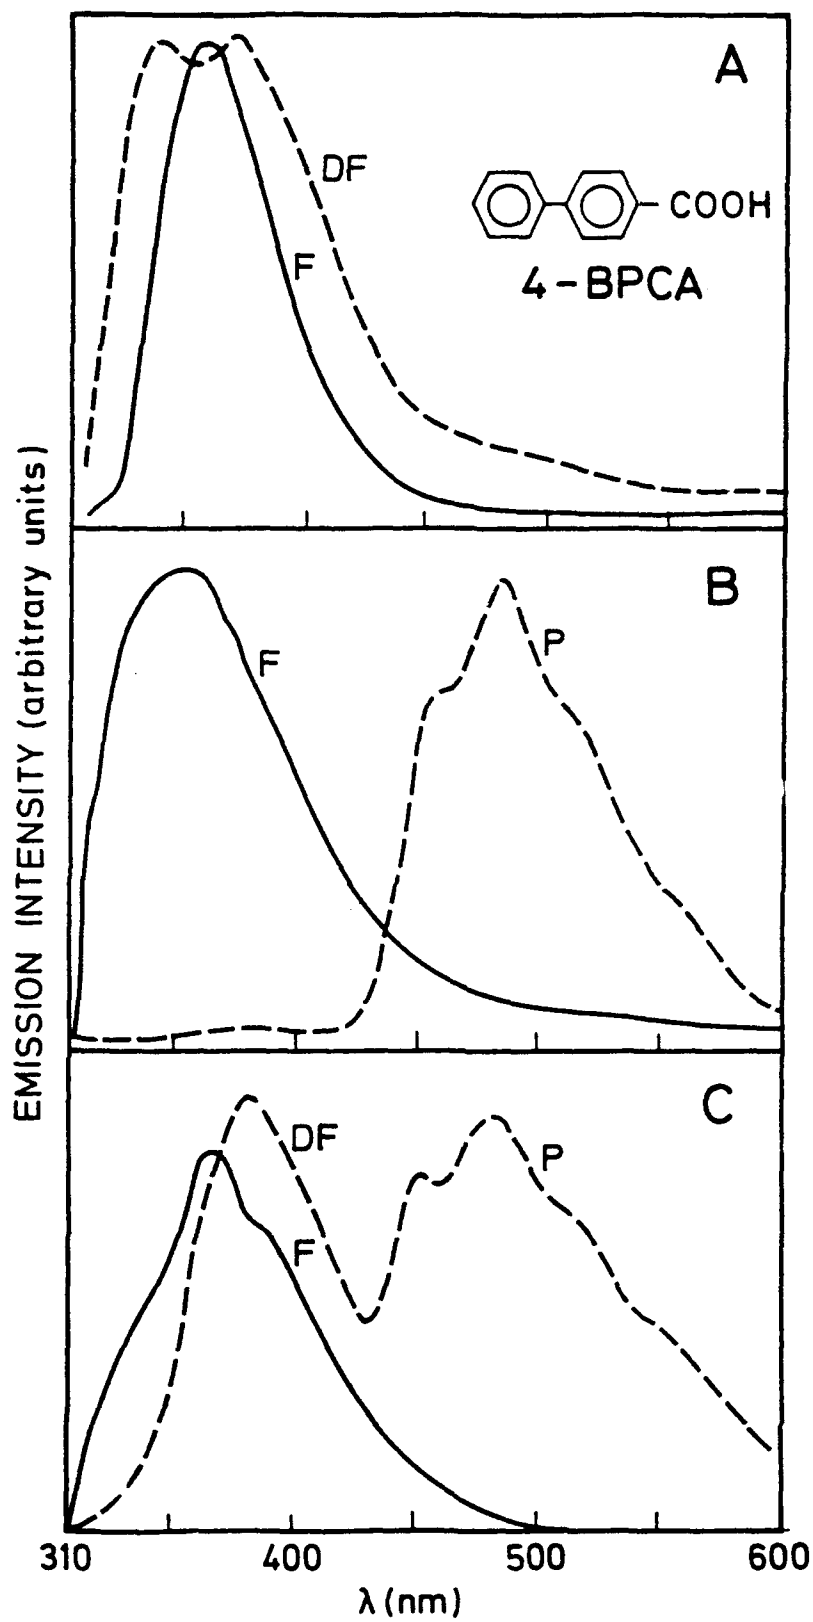 A
DF
COOH
F
4-BPCA
B
F
P
C
DF
P
F
EMISSION INTENSITY (arbitrary units)
310 400 500 600
λ (nm)